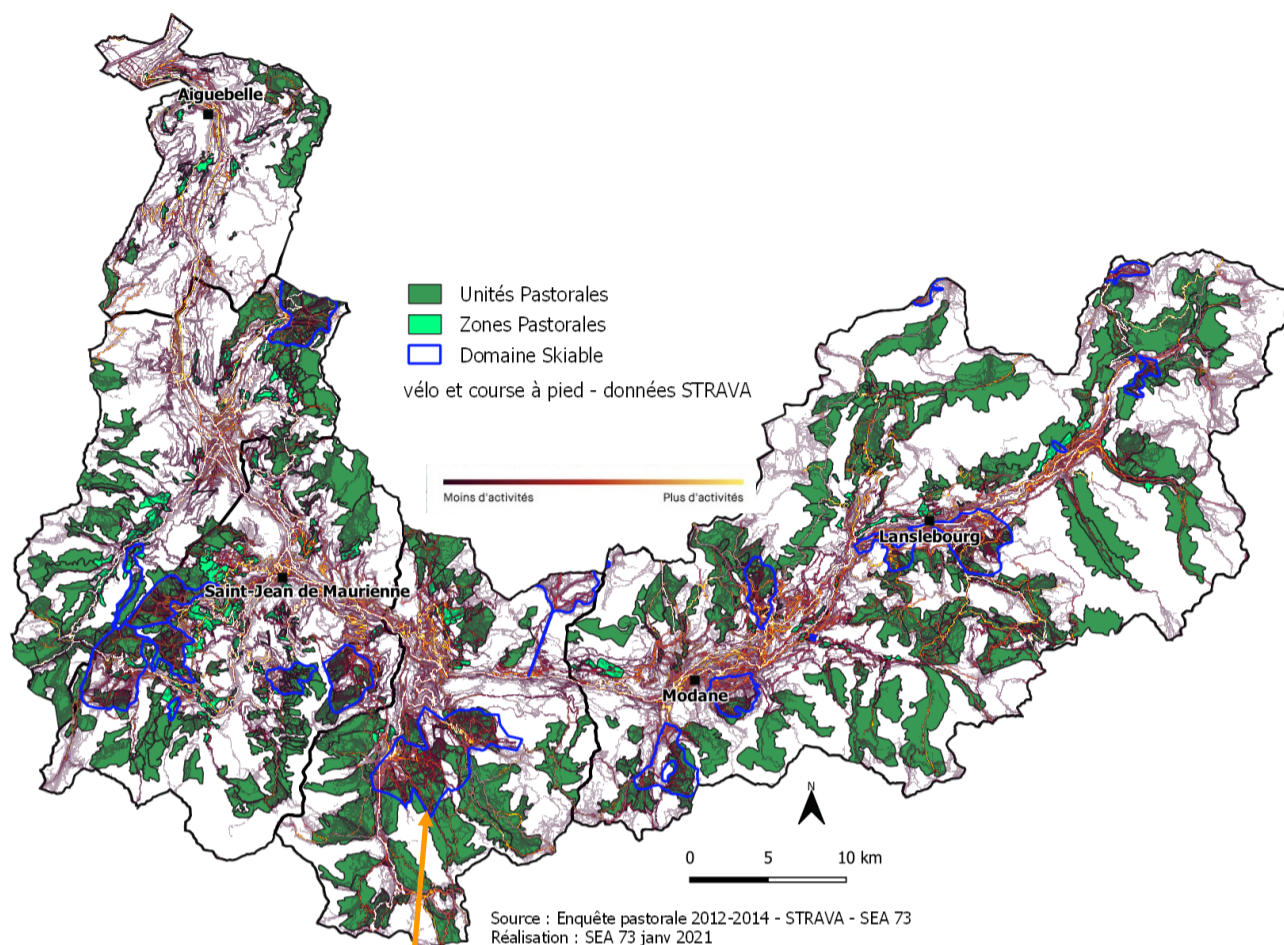 Aiguebelle
Unités Pastorales
Zones Pastorales
Domaine Skiable
vélo et course à pied - données STRAVA
Moins d'activités Plus d'activités
Lanslebourg
Saint-Jean de Maurienne
Modane
N
0 5 10 km
Source : Enquête pastorale 2012-2014 - STRAVA - SEA 73
Réalisation : SEA 73 janv 2021